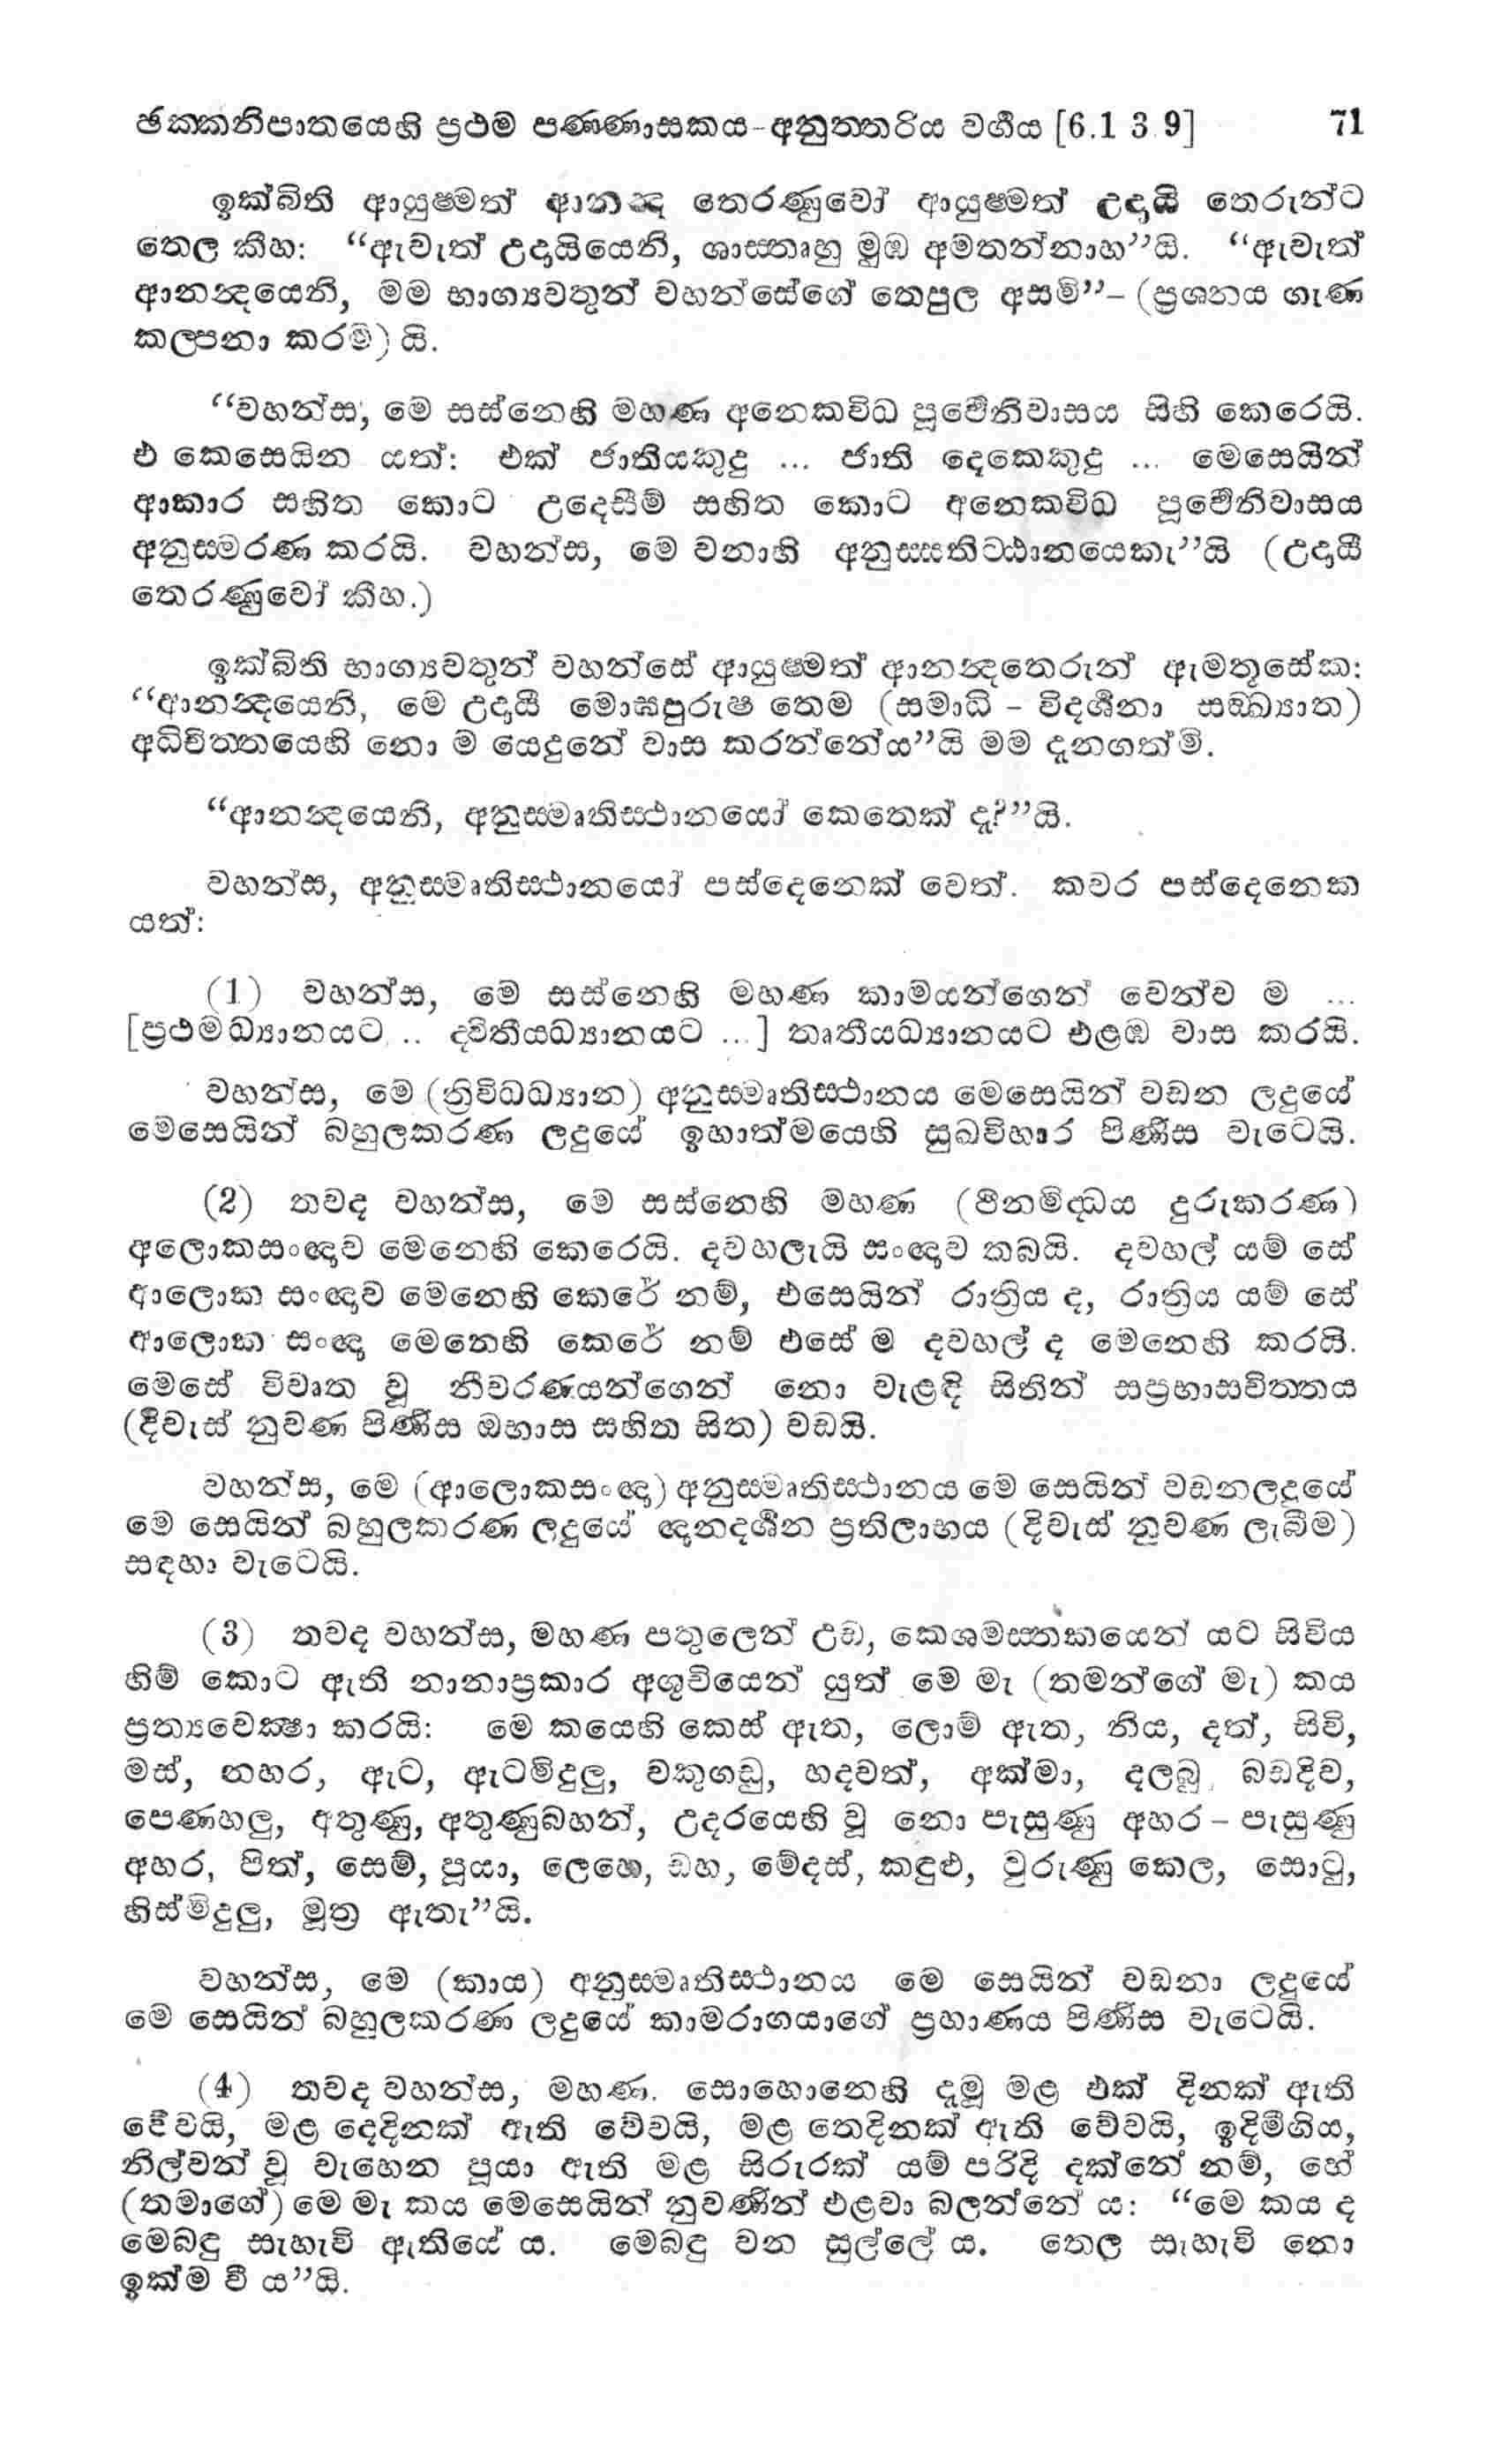 ඡක්කනිපාතයෙහි ප්‍රථම පණ්ණාසකය-අනුත්තරිය වර්ගය [6.1 3. 9] 71
ඉක්බිති ආයුෂ්මත් ආනන්‍ද තෙරණුවෝ ආයුෂ්මත් උදායි තෙරුන්ට
තෙල කීහ: “ඇවැත් උදායියෙනි, ශාස්තෘහු මුඹ අමතන්නාහ”යි. “ඇවැත්
ආනන්‍දයෙනි, මම භාග්‍යවතුන් වහන්සේගේ තෙපුල අසමි”- (ප්‍රශ්නය ගැණ
කල්පනා කරමි) යි.
“වහන්ස, මේ සස්නෙහි මහණ අනෙකවිධ පූර්වේනිවාසය සිහි කෙරෙයි.
එ කෙසෙයින යත්: එක් ජාතියකුදු ... ජාති දෙකෙකුදු ... මෙසෙයින්
ආකාර සහිත කොට උදෙසීම් සහිත කොට අනෙකවිධ පූර්වේනිවාසය
අනුස්මරණ කරයි. වහන්ස, මේ වනාහි අනුස්සතිට්ඨානයෙකැ”යි (උදායී
තෙරණුවෝ කීහ.)
ඉක්බිති භාග්‍යවතුන් වහන්සේ ආයුෂ්මත් ආනන්‍දතෙරුන් ඇමතූසේක:
“ආනන්‍දයෙනි, මේ උදායී මොඝපුරුෂ තෙම (සමාධි - විදර්ශනා සඞ්ඛ්‍යාත)
අධිචිත්තයෙහි නො ම යෙදුනේ වාස කරන්නේය”යි මම දැනගත්මි.
“ආනන්‍දයෙනි, අනුස්මෘතිස්ථානයෝ කෙතෙක් ද?”යි.
වහන්ස, අනුස්මෘතිස්ථානයෝ පස්දෙනෙක් වෙත්. කවර පස්දෙනෙක
යත්:
(1) වහන්ස, මේ සස්නෙහි මහණ කාමයන්ගෙන් වෙන්ව ම ...
[ප්‍රථමධ්‍යානයට .. ද්විතීයධ්‍යානයට ...] තෘතීයධ්‍යානයට එළඹ වාස කරයි.
වහන්ස, මේ (ත්‍රිවිධධ්‍යාන) අනුස්මෘතිස්ථානය මෙසෙයින් වඩන ලදුයේ
මෙසෙයින් බහුලකරණ ලදුයේ ඉහාත්මයෙහි සුඛවිහාර පිණිස වැටෙයි.
(2) තවද වහන්ස, මේ සස්නෙහි මහණ (ථිනමිද්ධය දුරුකරණ)
අලොකසංඥාව මෙනෙහි කෙරෙයි. දවහලැයි සංඥාව තබයි. දවහල් යම් සේ
ආලොක සංඥාව මෙනෙහි කෙරේ නම්, එසෙයින් රාත්‍රිය ද, රාත්‍රිය යම් සේ
ආලොක සංඥා මෙනෙහි කෙරේ නම් එසේ ම දවහල් ද මෙනෙහි කරයි.
මෙසේ විවෘත වූ නීවරණයන්ගෙන් නො වැළඳි සිතින් සප්‍රභාසචිත්තය
(දිවැස් නුවණ පිණිස ඔභාස සහිත සිත) වඩයි.
වහන්ස, මේ (ආලොකසංඥා) අනුස්මෘතිස්ථානය මෙ සෙයින් වඩනලදුයේ
මෙ සෙයින් බහුලකරණ ලදුයේ ඥානදර්ශන ප්‍රතිලාභය (දිවැස් නුවණ ලැබීම)
සඳහා වැටෙයි.
(3) තවද වහන්ස, මහණ පතුලෙන් උඩ, කෙශමස්තකයෙන් යට සිවිය
හිම් කොට ඇති නානාප්‍රකාර අශුචියෙන් යුත් මෙ මැ (තමන්ගේ මැ) කය
ප්‍රත්‍යවෙක්ෂා කරයි: මෙ කයෙහි කෙස් ඇත, ලොම් ඇත, නිය, දත්, සිවි,
මස්, නහර, ඇට, ඇටමිදුලු, වකුගඩු, හදවත්, අක්මා, දලබු, බඩදිව,
පෙණහලු, අතුණු, අතුණුබහන්, උදරයෙහි වූ නො පැසුණු අහර - පැසුණු
අහර, පිත්, සෙම්, පූයා, ලෙහෙ, ඩහ, මේදස්, කඳුළු, වුරුණු කෙල, සොටු,
හිස්මිදුලු, මූත්‍ර ඇතැ”යි.
වහන්ස, මේ (කාය) අනුස්මෘතිස්ථානය මෙ සෙයින් වඩනා ලදුයේ
මෙ සෙයින් බහුලකරණ ලදුයේ කාමරාගයාගේ ප්‍රහාණය පිණිස වැටෙයි.
(4) තවද වහන්ස, මහණ. සොහොනෙහි දැමූ මළ එක් දිනක් ඇති
වේවයි, මළ දෙදිනක් ඇති වේවයි, මළ තෙදිනක් ඇති වේවයි, ඉදිමීගිය,
නිල්වන් වූ වැහෙන පූයා ඇති මළ සිරුරක් යම් පරිදි දක්නේ නම්, හේ
(තමාගේ) මෙ මැ කය මෙසෙයින් නුවණින් එළවා බලන්නේ ය: “මෙ කය ද
මෙබඳු සැහැවි ඇතියේ ය. මෙබඳු වන සුල්ලේ ය. තෙල සැහැවි නො
ඉක්ම වී ය”යි.